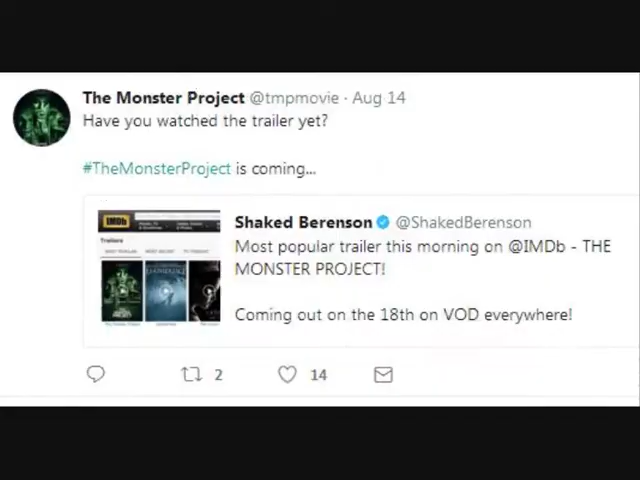 The Monster Project @tmpmovie · Aug 14
Have you watched the trailer yet?
#TheMonsterProject is coming...
IMDb
Trailers
Shaked Berenson @ShakedBerenson
Most popular trailer this morning on @IMDb - THE
MONSTER PROJECT!
Coming out on the 18th on VOD everywhere!
2 14